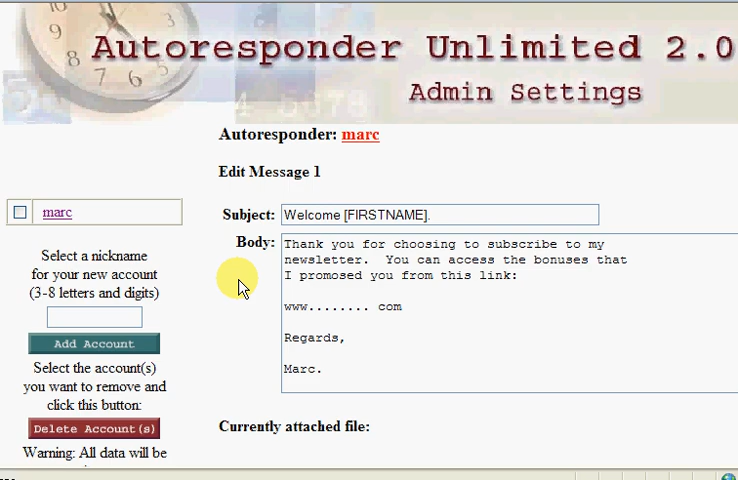 Autoresponder Unlimited 2.0
Admin Settings
Autoresponder: marc
Edit Message 1
marc
Subject: Welcome [FIRSTNAME].
Body: Thank you for choosing to subscribe to my
newsletter. You can access the bonuses that
I promosed you from this link:
www........ com
Regards,
Marc.
Select a nickname
for your new account
(3-8 letters and digits)
Add Account
Select the account(s)
you want to remove and
click this button:
Delete Account(s)
Warning: All data will be
Currently attached file: